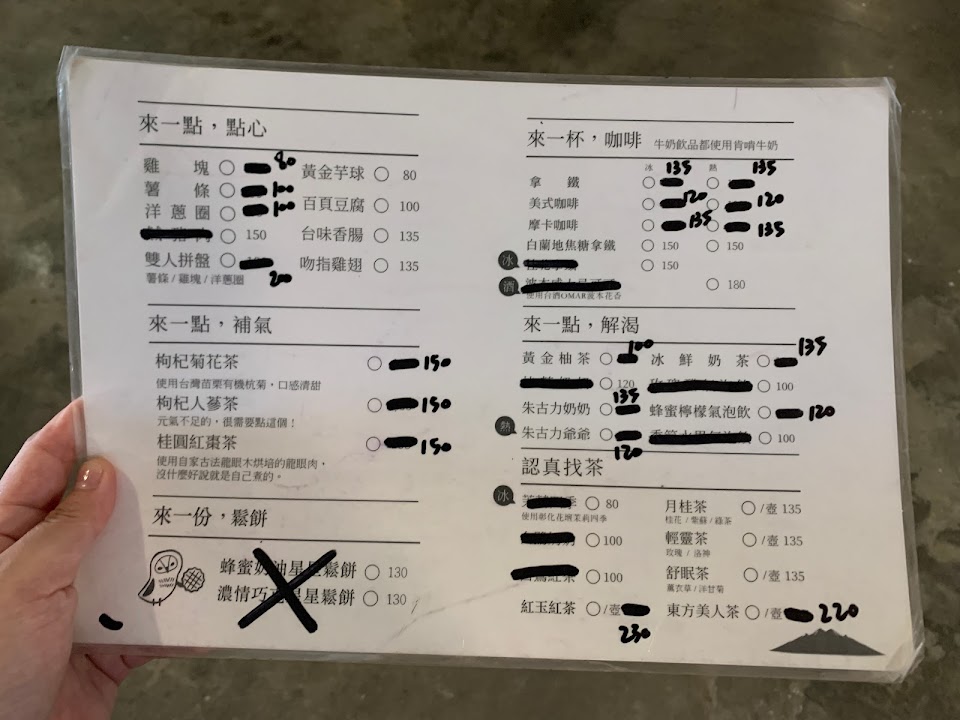 來一點，點心
雞塊 ○ 80
薯條 ○ 100
洋蔥圈 ○ 100
○ 150
雙人拼盤 ○ 20
薯條 / 雞塊 / 洋蔥圈
黃金芋球 ○ 80
百頁豆腐 ○ 100
台味香腸 ○ 135
吮指雞翅 ○ 135
來一點，補氣
枸杞菊花茶 ○ 150
使用台灣苗栗有機杭菊，口感清甜
枸杞人蔘茶 ○ 150
元氣不足的，很需要點這個！
桂圓紅棗茶 ○ 150
使用自家古法龍眼木烘培的龍眼肉，
沒什麼好說就是自己煮的。
來一份，鬆餅
蜂蜜奶油星星鬆餅 ○ 130
濃情巧克星星鬆餅 ○ 130
來一杯，咖啡 牛奶飲品都使用肯啃牛奶
冰 熱
拿鐵 ○ 135 ○ 135
美式咖啡 ○ 120 ○ 120
摩卡咖啡 ○ 135 ○ 135
白蘭地焦糖拿鐵 ○ 150 ○ 150
冰 ○ 150
酒 ○ 180
使用台酒OMAR波本花香
來一點，解渴
黃金柚茶 ○ 100
○ 120
朱古力奶奶 ○ 135
熱 朱古力爺爺 ○ 120
冰鮮奶茶 ○ 135
○ 100
蜂蜜檸檬氣泡飲 ○ 120
○ 100
認真找茶
冰 ○ 80
使用彰化花壇茉莉四季
○ 100
○ 100
紅玉紅茶 ○ /壺 230
月桂茶 ○ /壺 135
桂花 / 紫蘇 / 綠茶
輕靈茶 ○ /壺 135
玫瑰 / 洛神
舒眠茶 ○ /壺 135
薰衣草 / 洋甘菊
東方美人茶 ○ /壺 220